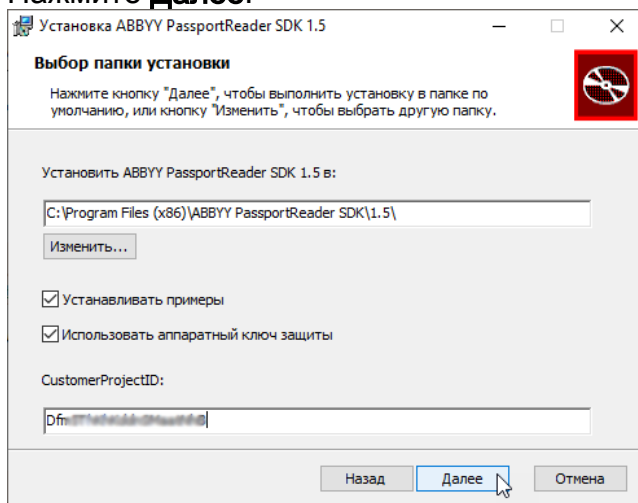 Нажмите Далее.
Установка ABBYY PassportReader SDK 1.5
Выбор папки установки
Нажмите кнопку "Далее", чтобы выполнить установку в папке по
умолчанию, или кнопку "Изменить", чтобы выбрать другую папку.
Установить ABBYY PassportReader SDK 1.5 в:
C:\Program Files (x86)\ABBYY PassportReader SDK\1.5\
Изменить...
Устанавливать примеры
Использовать аппаратный ключ защиты
CustomerProjectID:
Назад Далее Отмена